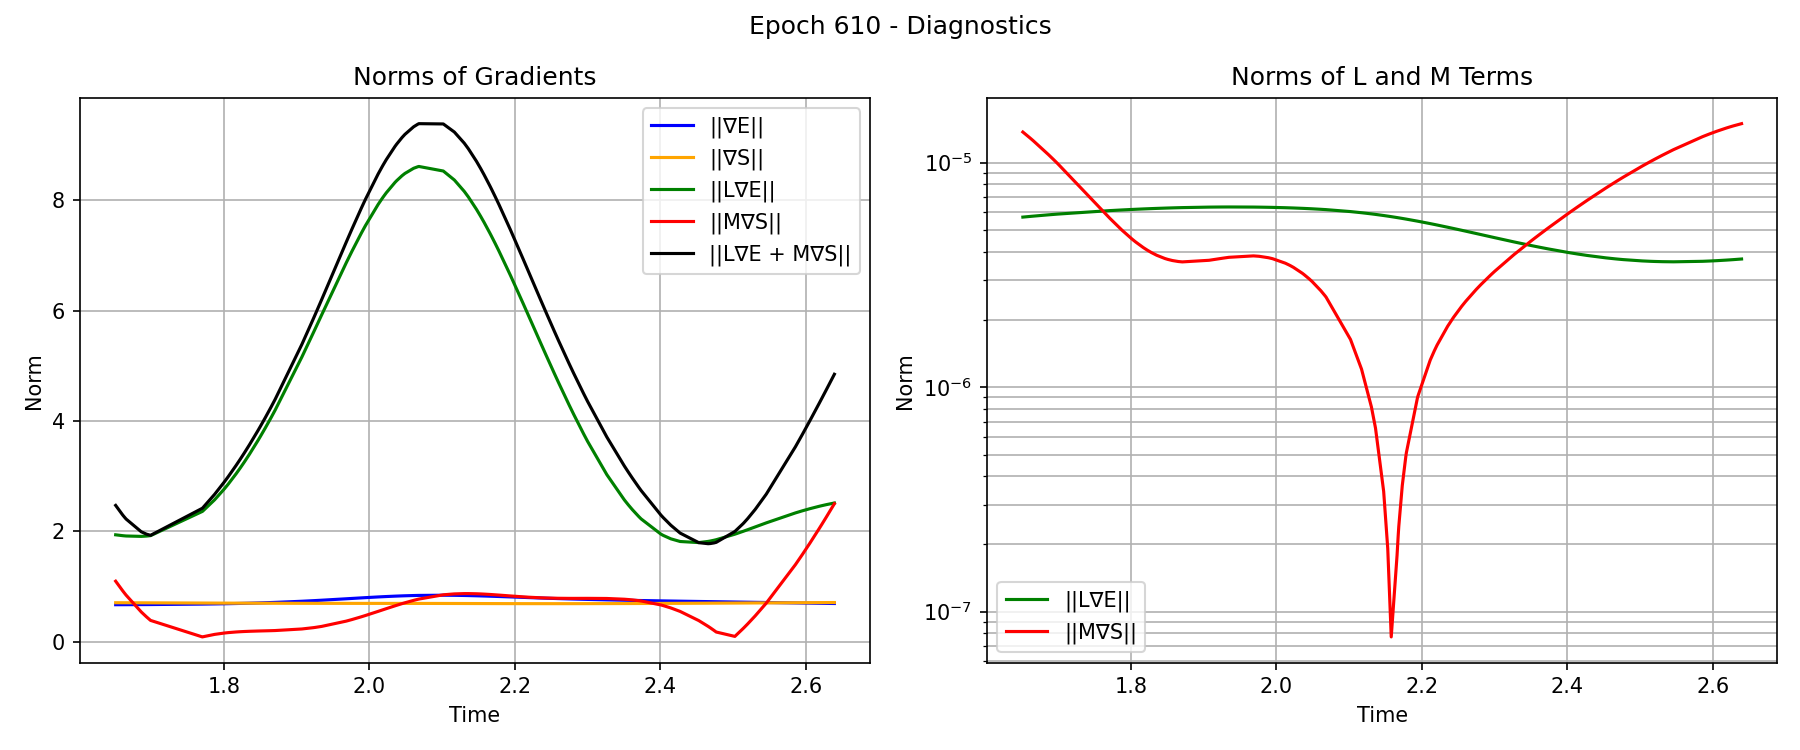 Epoch 610 - Diagnostics
Norms of Gradients
Norm
8
6
4
2
0
1.8
2.0
2.2
2.4
2.6
Time
||∇E||
||∇S||
||L∇E||
||M∇S||
||L∇E + M∇S||
Norms of L and M Terms
Norm
10⁻⁵
10⁻⁶
10⁻⁷
1.8
2.0
2.2
2.4
2.6
Time
||L∇E||
||M∇S||